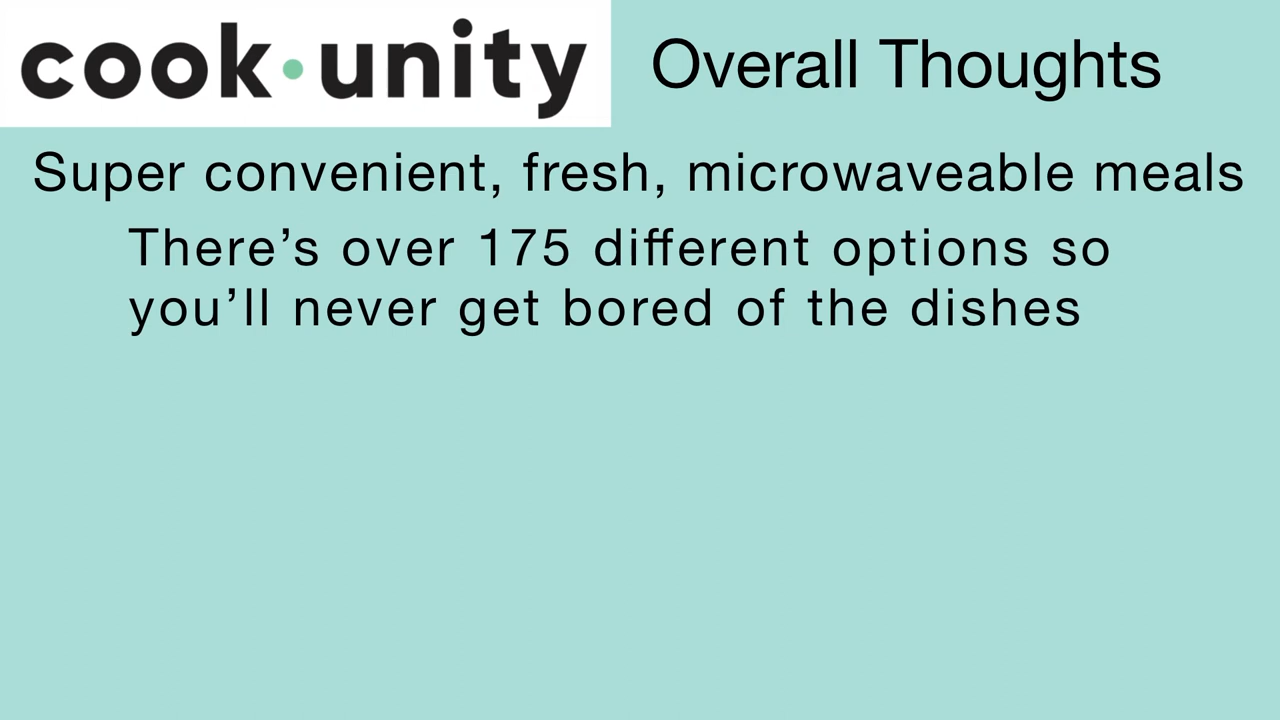 cook·unity
Overall Thoughts
Super convenient, fresh, microwaveable meals
There’s over 175 different options so
you’ll never get bored of the dishes